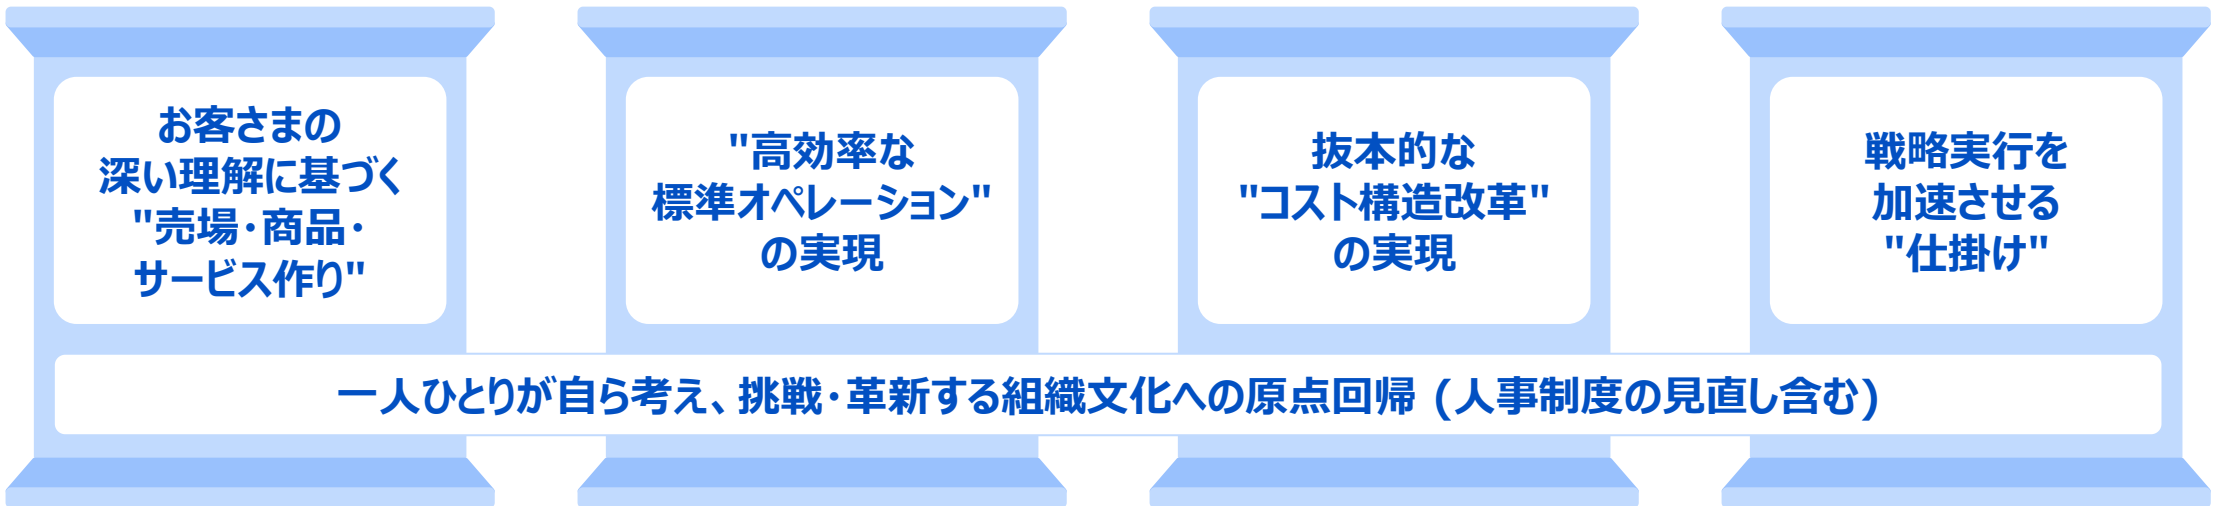 お客さまの
深い理解に基づく
"売場・商品・
サービス作り"
"高効率な
標準オペレーション"
の実現
抜本的な
"コスト構造改革"
の実現
戦略実行を
加速させる
"仕掛け"
一人ひとりが自ら考え、挑戦・革新する組織文化への原点回帰 (人事制度の見直し含む)